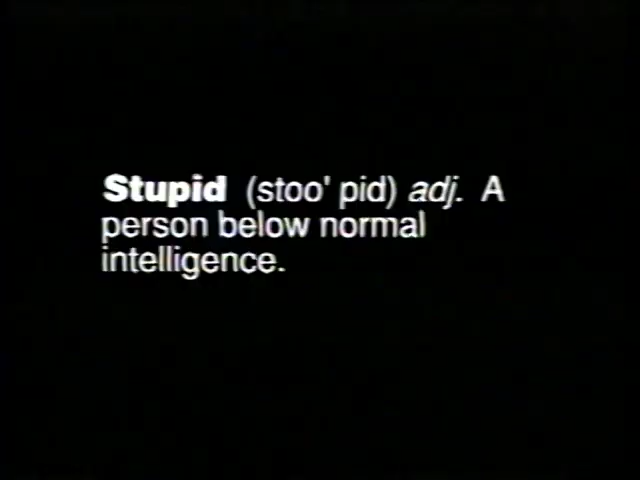 Stupid (stoo' pid) adj. A
person below normal
intelligence.